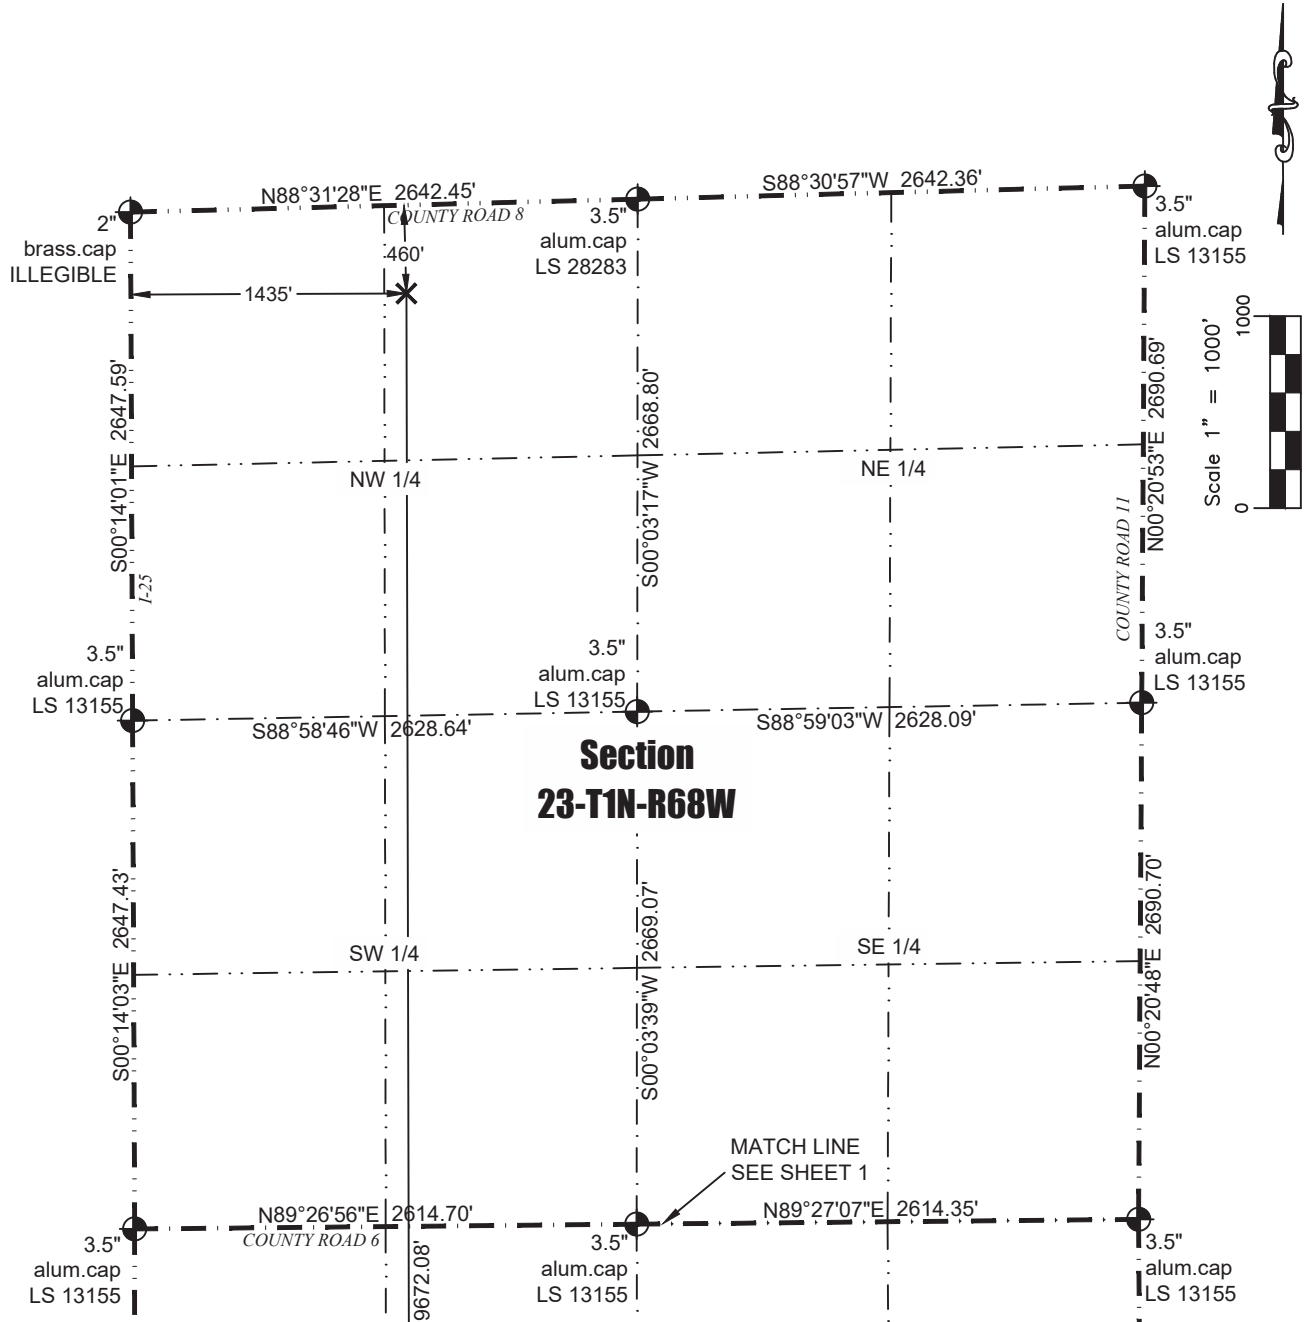 N88°31'28"E 2642.45'
S88°30'57"W 2642.36'
COUNTY ROAD 8
2"
brass.cap
ILLEGIBLE
3.5"
alum.cap
LS 28283
3.5"
alum.cap
LS 13155
460'
1435'
S00°14'01"E 2647.59'
S00°03'17"W 2668.80'
N00°20'53"E 2690.69'
Scale 1" = 1000'
0
1000
NW 1/4
NE 1/4
I-25
COUNTY ROAD 11
3.5"
alum.cap
LS 13155
3.5"
alum.cap
LS 13155
3.5"
alum.cap
LS 13155
S88°58'46"W 2628.64'
S88°59'03"W 2628.09'
Section
23-T1N-R68W
S00°14'03"E 2647.43'
S00°03'39"W 2669.07'
N00°20'48"E 2690.70'
SW 1/4
SE 1/4
MATCH LINE
SEE SHEET 1
N89°26'56"E 2614.70'
N89°27'07"E 2614.35'
COUNTY ROAD 6
3.5"
alum.cap
LS 13155
9672.08'
3.5"
alum.cap
LS 13155
3.5"
alum.cap
LS 13155